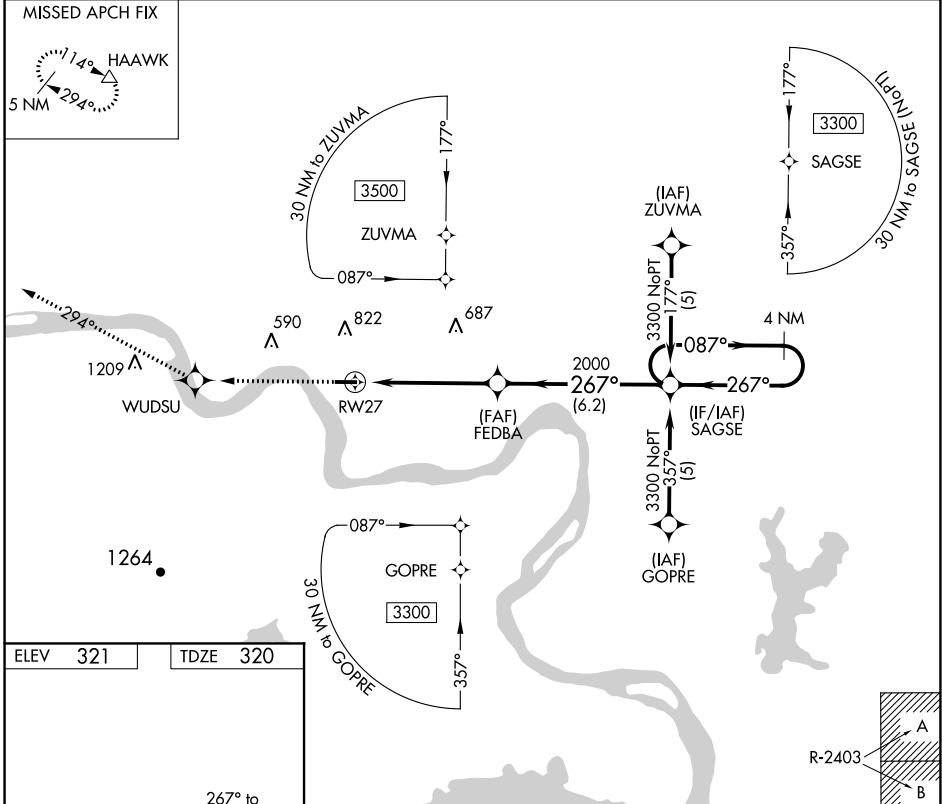 MISSED APCH FIX
114°
HAAWK
5 NM
294°
30 NM to ZUVMA
177°
3500
ZUVMA
087°
177°
3300
SAGSE
357°
30 NM to SAGSE (NoPT)
(IAF)
ZUVMA
3300 NoPT
177°
(5)
4 NM
087°
294°
590
822
687
1209
2000
267°
(6.2)
267°
WUDSU
RW27
(FAF)
FEDBA
(IF/IAF)
SAGSE
3300 NoPT
357°
(5)
087°
(IAF)
GOPRE
GOPRE
1264
3300
30 NM to GOPRE
357°
ELEV 321
TDZE 320
A
R-2403
B
267° to